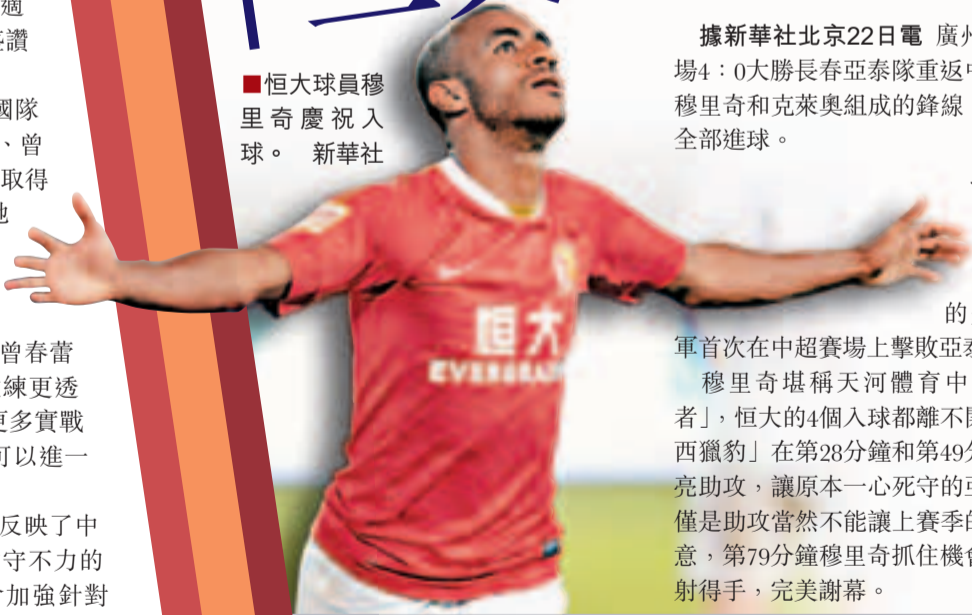 週
讚
國隊
、曾
取得
曾春蕾
練更透
更多實戰
可以進一
反映了中
守不力的
加強針對
■恒大球員穆
里奇慶祝入
球。 新華社
恒大
EVERGRANDE
據新華社北京22日電 廣州
場4：0大勝長春亞泰隊重返中
穆里奇和克萊奧組成的鋒線
全部進球。
的
軍首次在中超賽場上擊敗亞泰
穆里奇堪稱天河體育中
者」，恒大的4個入球都離不開
西獵豹」在第28分鐘和第49分
亮助攻，讓原本一心死守的亞
僅是助攻當然不能讓上賽季的
意，第79分鐘穆里奇抓住機會
射得手，完美謝幕。